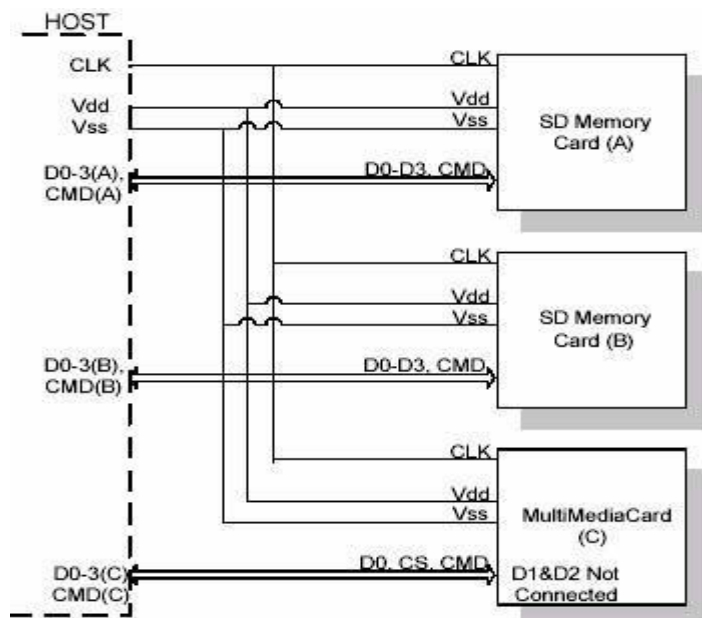 HOST
CLK
Vdd
Vss
D0-3(A),
CMD(A)
CLK
Vdd
Vss
D0-D3, CMD
SD Memory
Card (A)
CLK
Vdd
Vss
D0-3(B),
CMD(B)
D0-D3, CMD
SD Memory
Card (B)
CLK
Vdd
Vss
D0-3(C)
CMD(C)
D0, CS, CMD
MultiMediaCard
(C)
D1&D2 Not
Connected